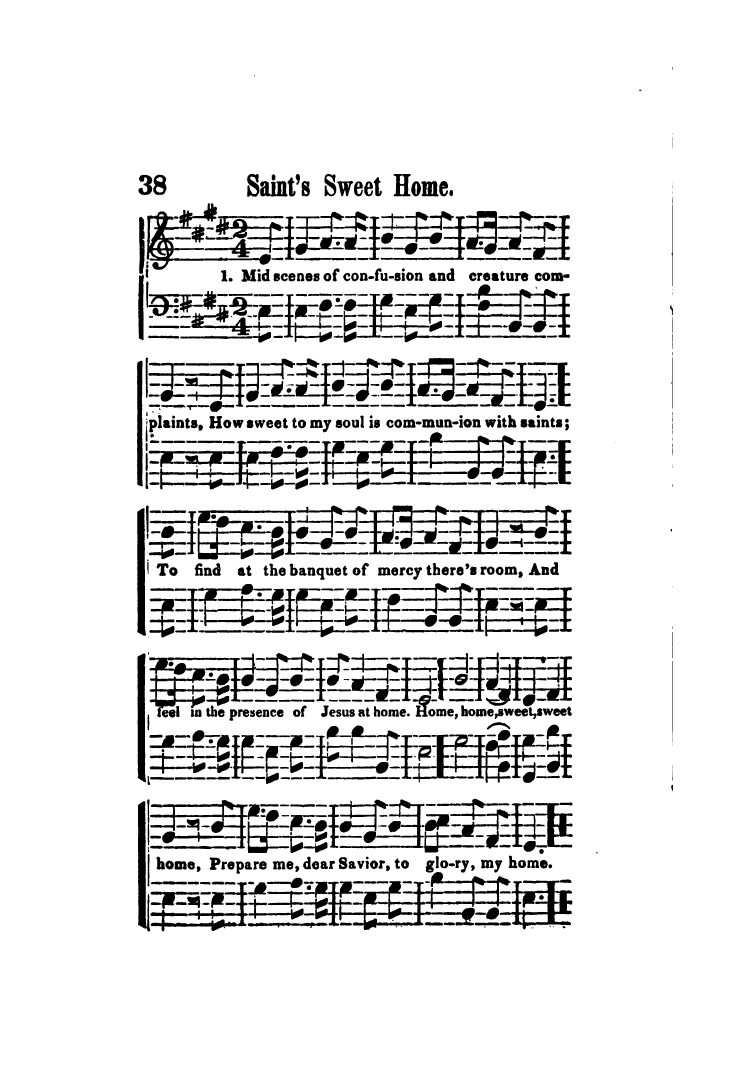 38 Saint's Sweet Home.
1. Mid scenes of con-fu-sion and creature com-
plaints, How sweet to my soul is com-mun-ion with saints;
To find at the banquet of mercy there's room, And
feel in the presence of Jesus at home. Home, home, sweet, sweet
home, Prepare me, dear Savior, to glo-ry, my home.